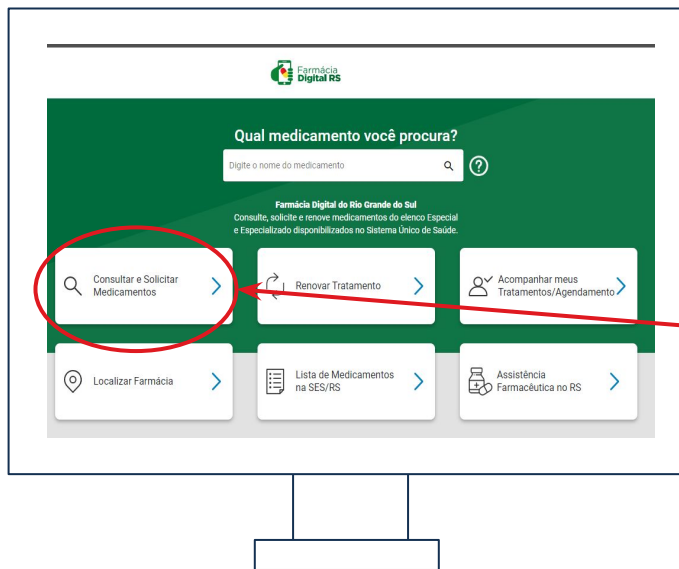 Farmácia
Digital RS
Qual medicamento você procura?
Digite o nome do medicamento
?
Farmácia Digital do Rio Grande do Sul
Consulte, solicite e renove medicamentos do elenco Especial
e Especializado disponibilizados no Sistema Único de Saúde.
Consultar e Solicitar
Medicamentos
Renovar Tratamento
Acompanhar meus
Tratamentos/Agendamento
Localizar Farmácia
Lista de Medicamentos
na SES/RS
Assistência
Farmacêutica no RS